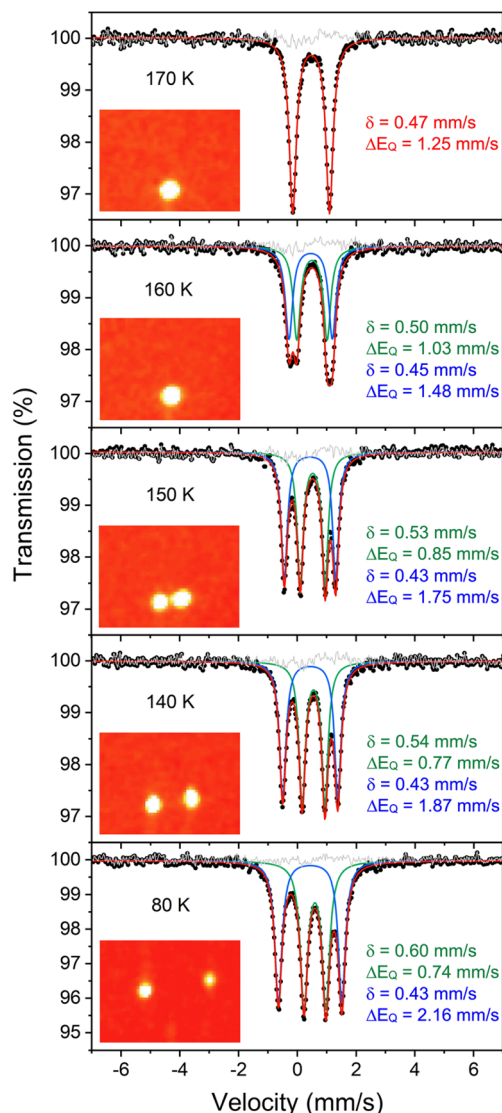 Transmission (%)
100
99
98
97
170 K
δ = 0.47 mm/s
ΔE_Q = 1.25 mm/s
100
99
98
97
160 K
δ = 0.50 mm/s
ΔE_Q = 1.03 mm/s
δ = 0.45 mm/s
ΔE_Q = 1.48 mm/s
100
99
98
97
150 K
δ = 0.53 mm/s
ΔE_Q = 0.85 mm/s
δ = 0.43 mm/s
ΔE_Q = 1.75 mm/s
100
99
98
97
140 K
δ = 0.54 mm/s
ΔE_Q = 0.77 mm/s
δ = 0.43 mm/s
ΔE_Q = 1.87 mm/s
100
99
98
97
96
95
80 K
δ = 0.60 mm/s
ΔE_Q = 0.74 mm/s
δ = 0.43 mm/s
ΔE_Q = 2.16 mm/s
-6 -4 -2 0 2 4 6
Velocity (mm/s)